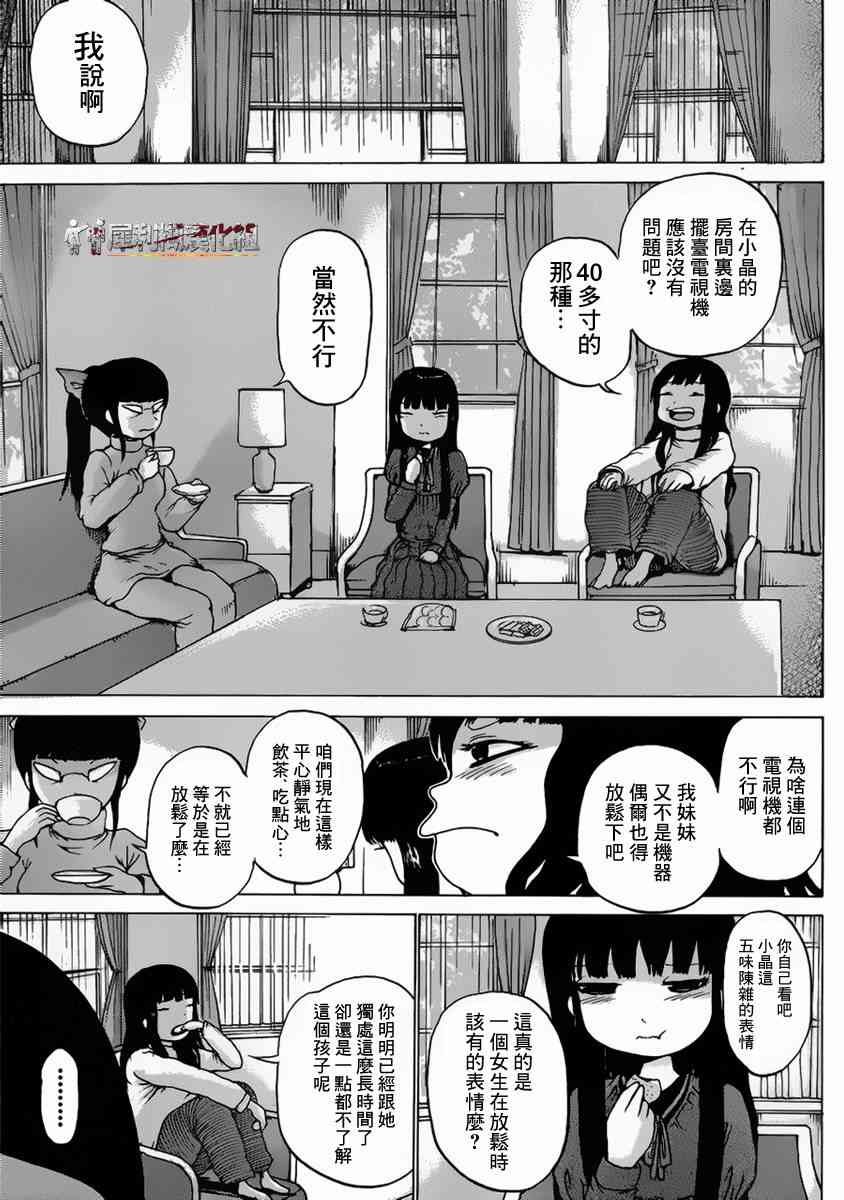 我說啊
在小晶的
房間裏邊
擺臺電視機
應該沒有
問題吧？
40多寸的
那種…
當然不行
為啥連個
電視機都
不行啊
我妹妹
又不是機器
偶爾也得
放鬆下吧
咱們現在這樣
平心靜氣地
飲茶、吃點心…
不就已經
等於是在
放鬆了麼…
你自己看吧
小晶這
五味陳雜的表情
這真的是
一個女生在放鬆時
該有的表情麼？
你明明已經跟她
獨處這麼長時間了
卻還是一點都不了解
這個孩子呢
………